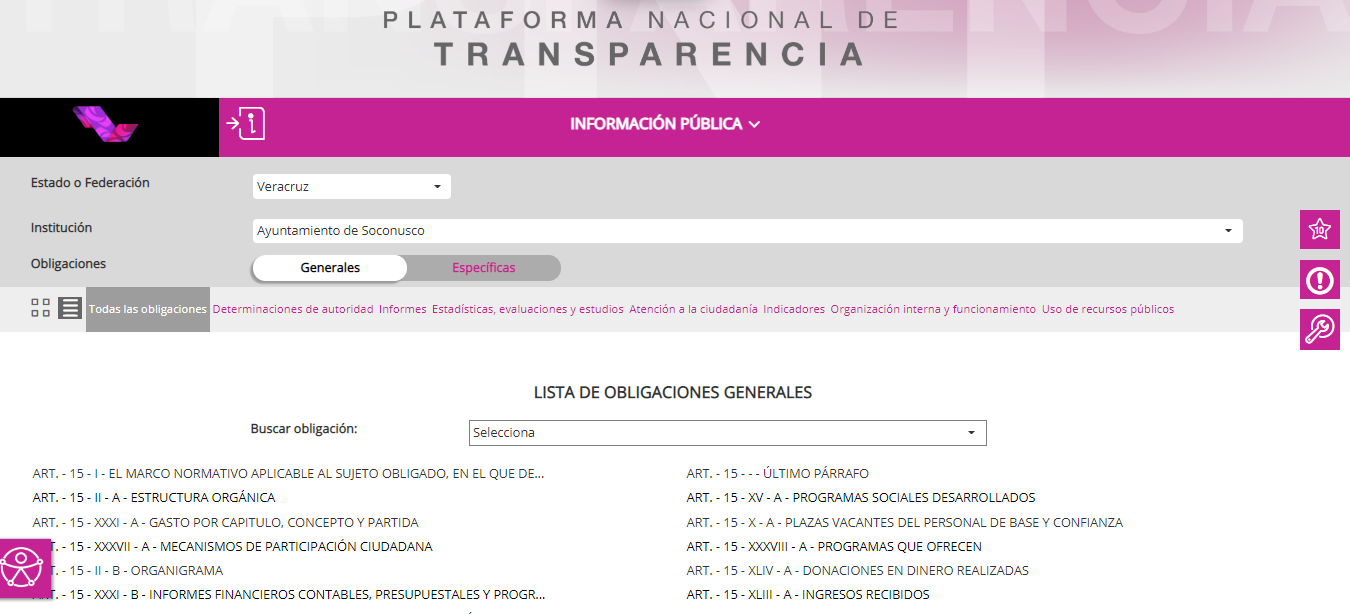 PLATAFORMA NACIONAL DE
TRANSPARENCIA
INFORMACIÓN PÚBLICA
Estado o Federación
Veracruz
Institución
Ayuntamiento de Soconusco
Obligaciones
Generales
Específicas
Todas las obligaciones Determinaciones de autoridad Informes Estadísticas, evaluaciones y estudios Atención a la ciudadanía Indicadores Organización interna y funcionamiento Uso de recursos públicos
10
LISTA DE OBLIGACIONES GENERALES
Buscar obligación:
Selecciona
ART. - 15 - I - EL MARCO NORMATIVO APLICABLE AL SUJETO OBLIGADO, EN EL QUE DE...
ART. - 15 - - - ÚLTIMO PÁRRAFO
ART. - 15 - II - A - ESTRUCTURA ORGÁNICA
ART. - 15 - XV - A - PROGRAMAS SOCIALES DESARROLLADOS
ART. - 15 - XXXI - A - GASTO POR CAPITULO, CONCEPTO Y PARTIDA
ART. - 15 - X - A - PLAZAS VACANTES DEL PERSONAL DE BASE Y CONFIANZA
T. - 15 - XXXVII - A - MECANISMOS DE PARTICIPACIÓN CIUDADANA
ART. - 15 - XXXVIII - A - PROGRAMAS QUE OFRECEN
T. - 15 - II - B - ORGANIGRAMA
ART. - 15 - XLIV - A - DONACIONES EN DINERO REALIZADAS
RT. - 15 - XXXI - B - INFORMES FINANCIEROS CONTABLES, PRESUPUESTALES Y PROGR...
ART. - 15 - XLIII - A - INGRESOS RECIBIDOS